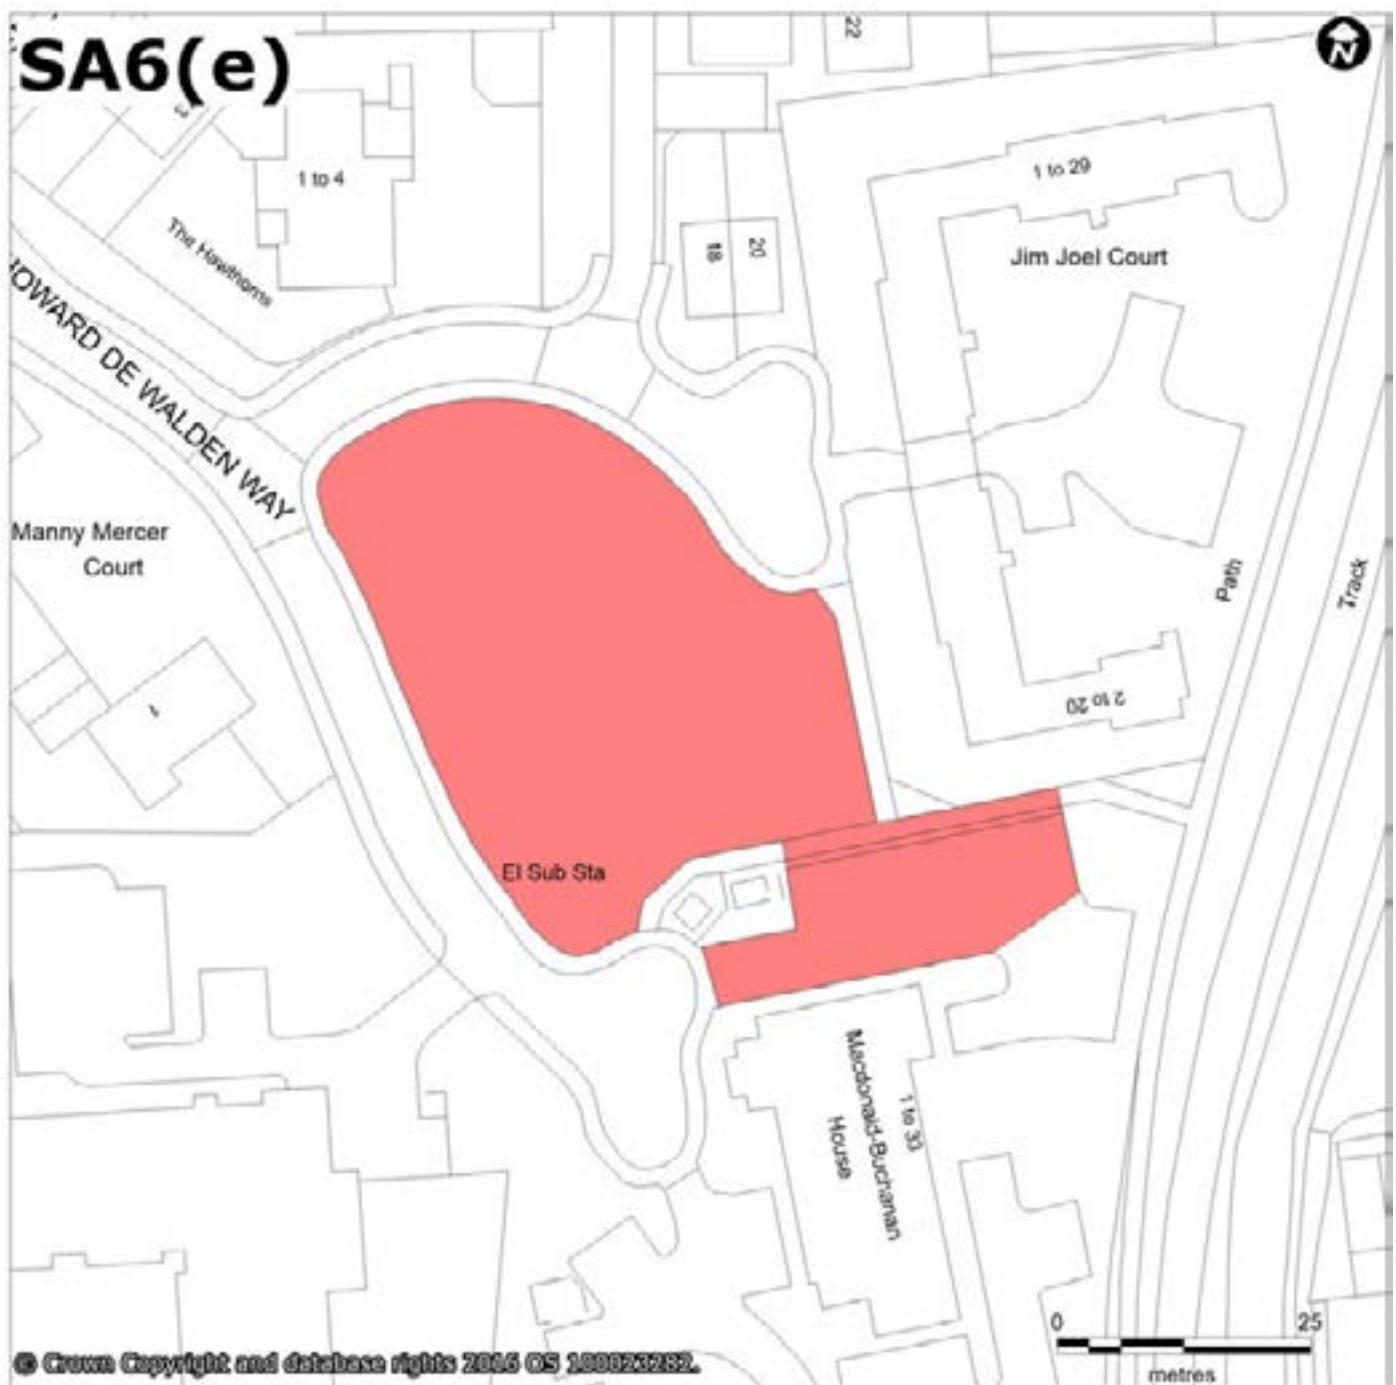 SA6(e)
N
22
3
1 to 4
The Hawthorns
18
20
1 to 29
Jim Joel Court
HOWARD DE WALDEN WAY
Manny Mercer
Court
1
Path
Track
2 to 20
El Sub Sta
Macdonald-Buchanan
House
1 to 33
0
25
metres
© Crown Copyright and database rights 2016 OS 100023282.